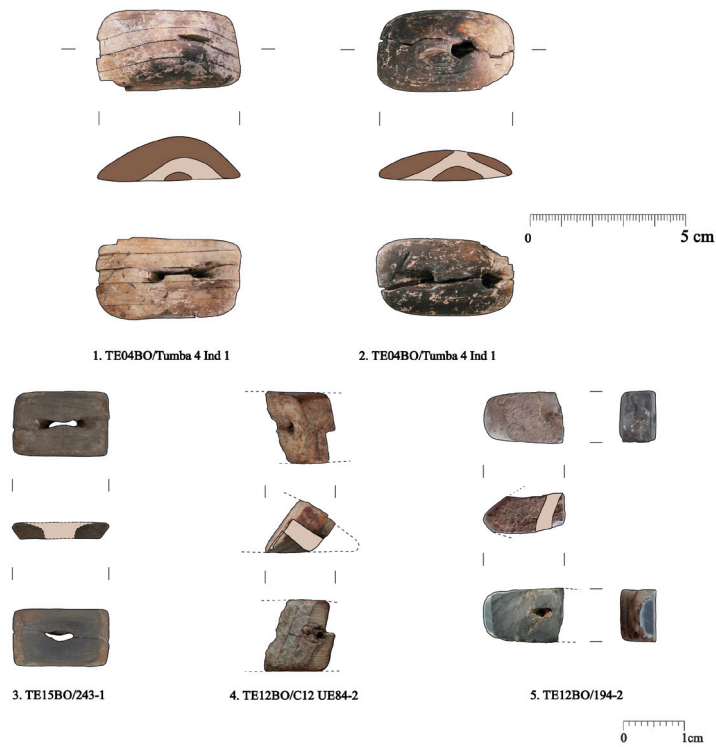 0 5 cm
1. TE04BO/Tumba 4 Ind 1
2. TE04BO/Tumba 4 Ind 1
3. TE15BO/243-1
4. TE12BO/C12 UE84-2
5. TE12BO/194-2
0 1cm